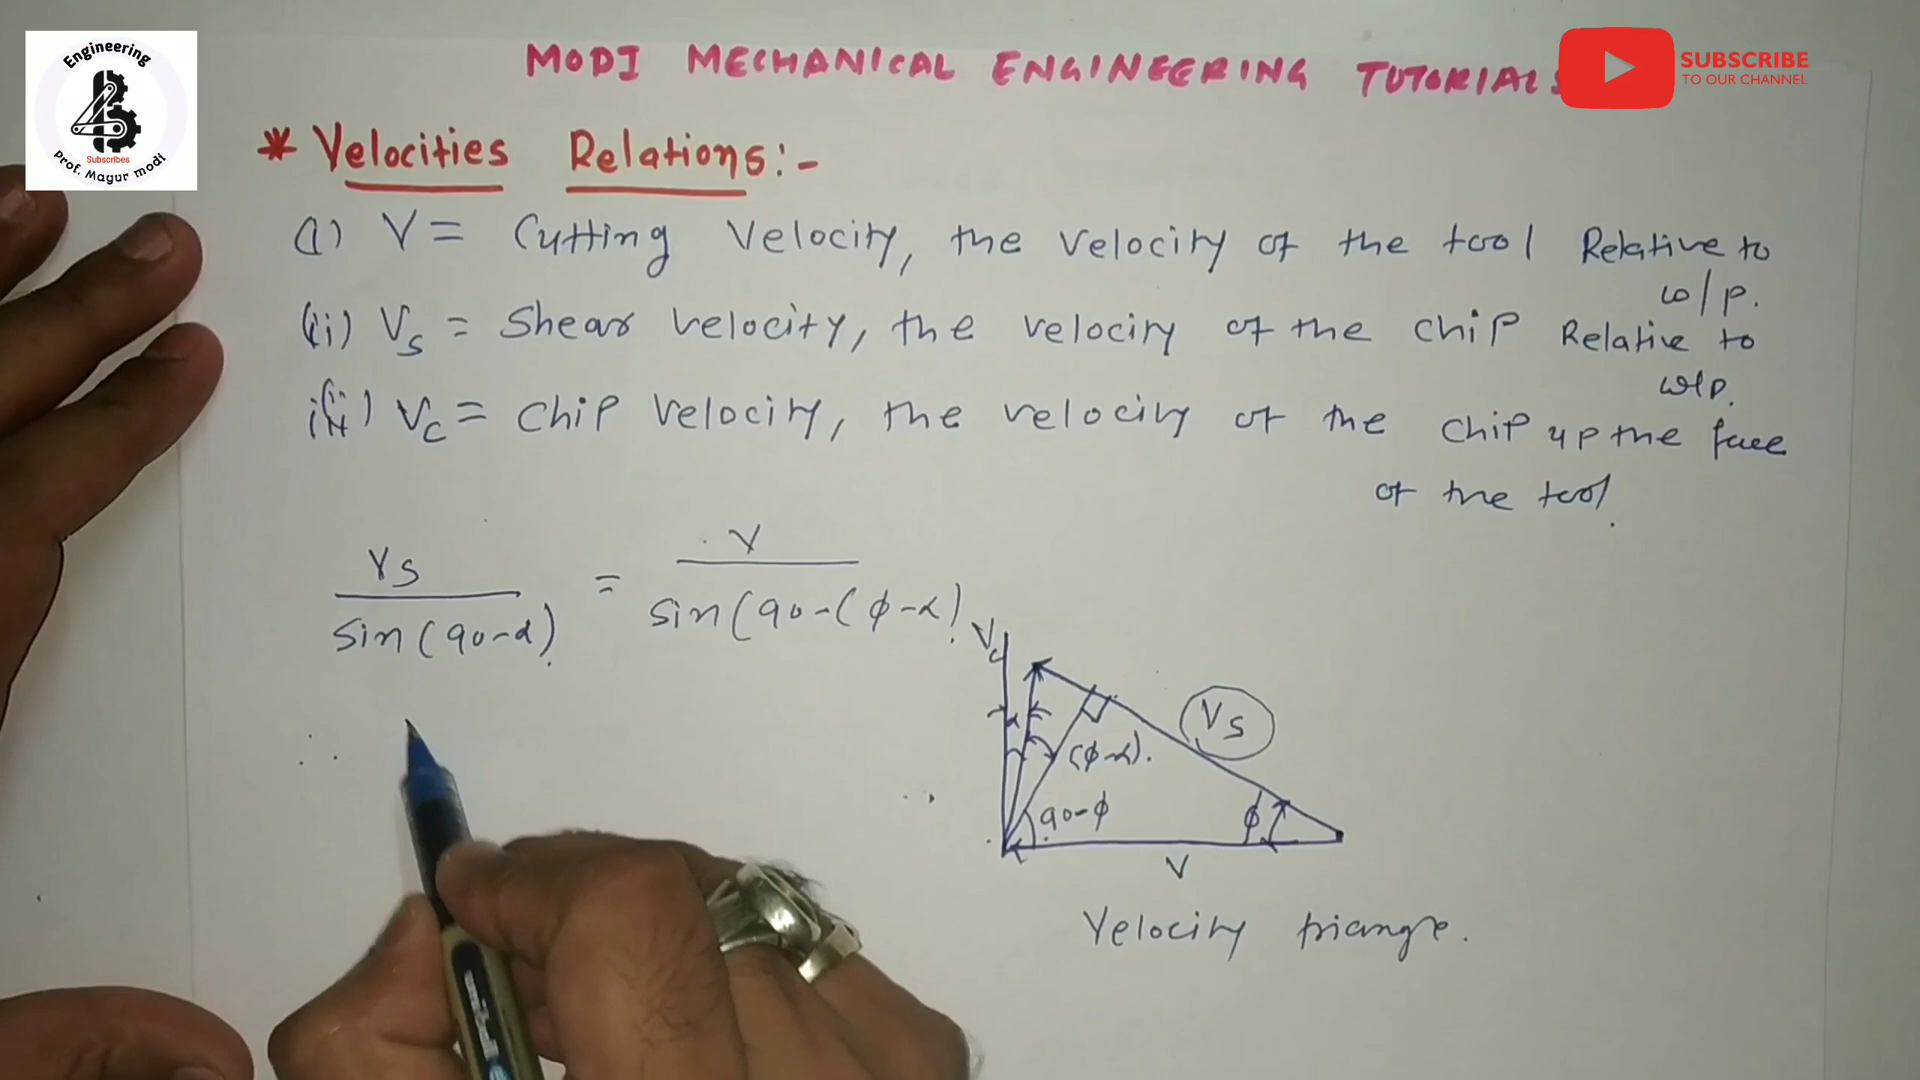 Engineering
Subscribes
Prof. Mayur modi
MODI MECHANICAL ENGINEERING TUTORIALS
SUBSCRIBE
TO OUR CHANNEL
* Velocities Relations:-
(i) V = Cutting Velocity, the velocity of the tool Relative to
w/p.
(ii) Vs = Shear velocity, the velocity of the chip Relative to
w/p.
(iii) Vc = Chip Velocity, the velocity of the chip up the face
of the tool.
Vs / sin(90-α) = V / sin(90-(φ-α)
∴
Vc
α
(φ-α).
Vs
90-φ
φ
V
Velocity triange.
uniball